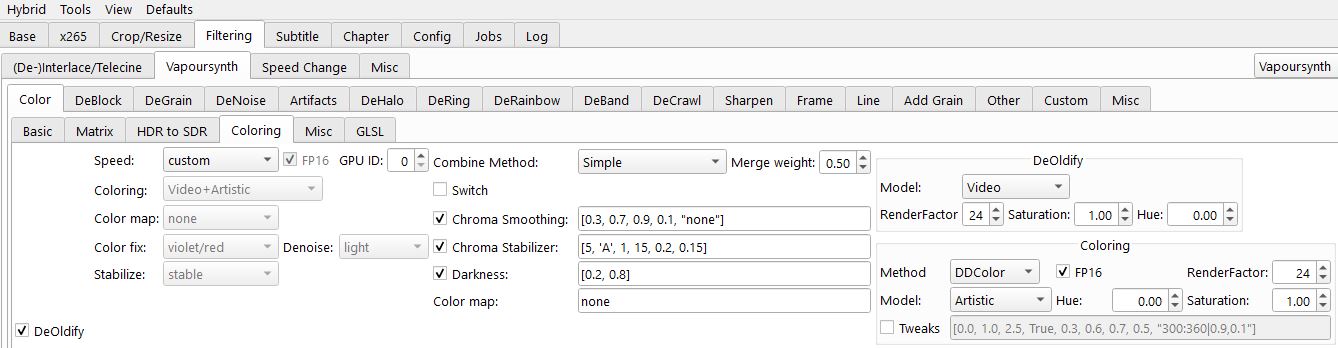 Hybrid Tools View Defaults
Base x265 Crop/Resize Filtering Subtitle Chapter Config Jobs Log
(De-)Interlace/Telecine Vapoursynth Speed Change Misc Vapoursynth
Color DeBlock DeGrain DeNoise Artifacts DeHalo DeRing DeRainbow DeBand DeCrawl Sharpen Frame Line Add Grain Other Custom Misc
Basic Matrix HDR to SDR Coloring Misc GLSL
Speed: custom FP16 GPU ID: 0 Combine Method: Simple Merge weight: 0.50
DeOldify
Coloring: Video+Artistic Switch Model: Video
Color map: none Chroma Smoothing: [0.3, 0.7, 0.9, 0.1, "none"] RenderFactor 24 Saturation: 1.00 Hue: 0.00
Color fix: violet/red Denoise: light Chroma Stabilizer: [5, 'A', 1, 15, 0.2, 0.15]
Coloring
Stabilize: stable Darkness: [0.2, 0.8] Method DDColor FP16 RenderFactor: 24
Color map: none Model: Artistic Hue: 0.00 Saturation: 1.00
DeOldify Tweaks [0.0, 1.0, 2.5, True, 0.3, 0.6, 0.7, 0.5, "300:360|0.9,0.1"]